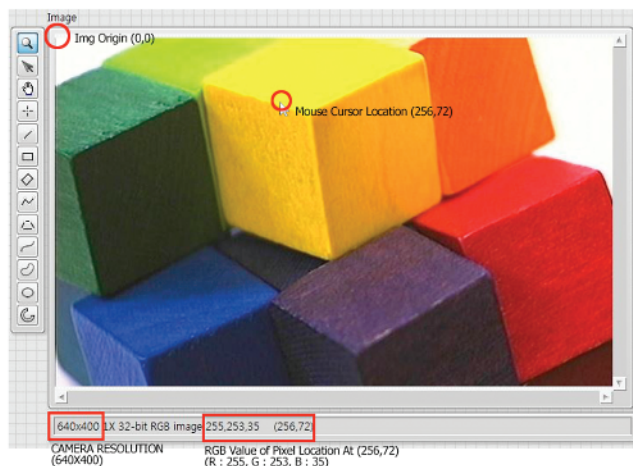 Image
Img Origin (0,0)
Mouse Cursor Location (256,72)
640x400 1X 32-bit RGB image 255,253,35 (256,72)
CAMERA RESOLUTION
(640X400)
RGB Value of Pixel Location At (256,72)
(R : 255, G : 253, B : 35)